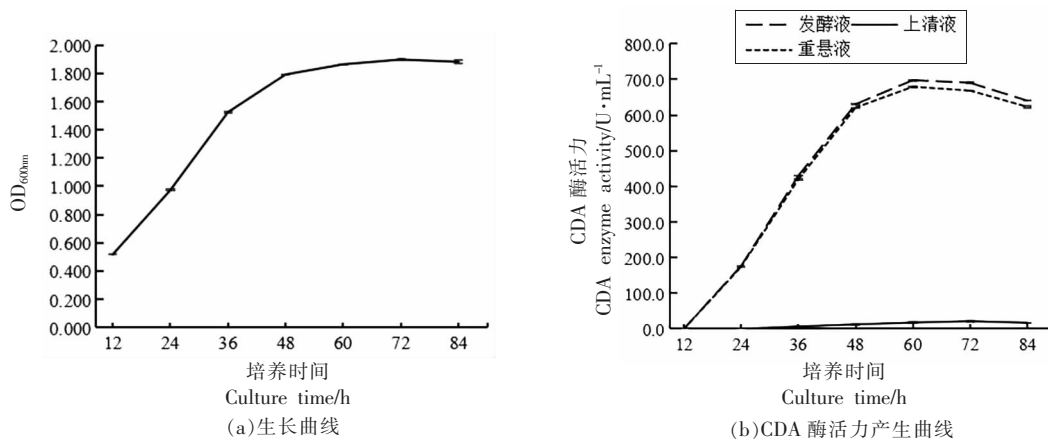 2.000
1.800
1.600
1.400
1.200
1.000
0.800
0.600
0.400
0.200
0.000
OD600nm
12 24 36 48 60 72 84
培养时间
Culture time/h
(a)生长曲线
发酵液 上清液
重悬液
800.0
700.0
600.0
500.0
400.0
300.0
200.0
100.0
0.0
CDA 酶活力
CDA enzyme activity/U·mL⁻¹
12 24 36 48 60 72 84
培养时间
Culture time/h
(b)CDA 酶活力产生曲线